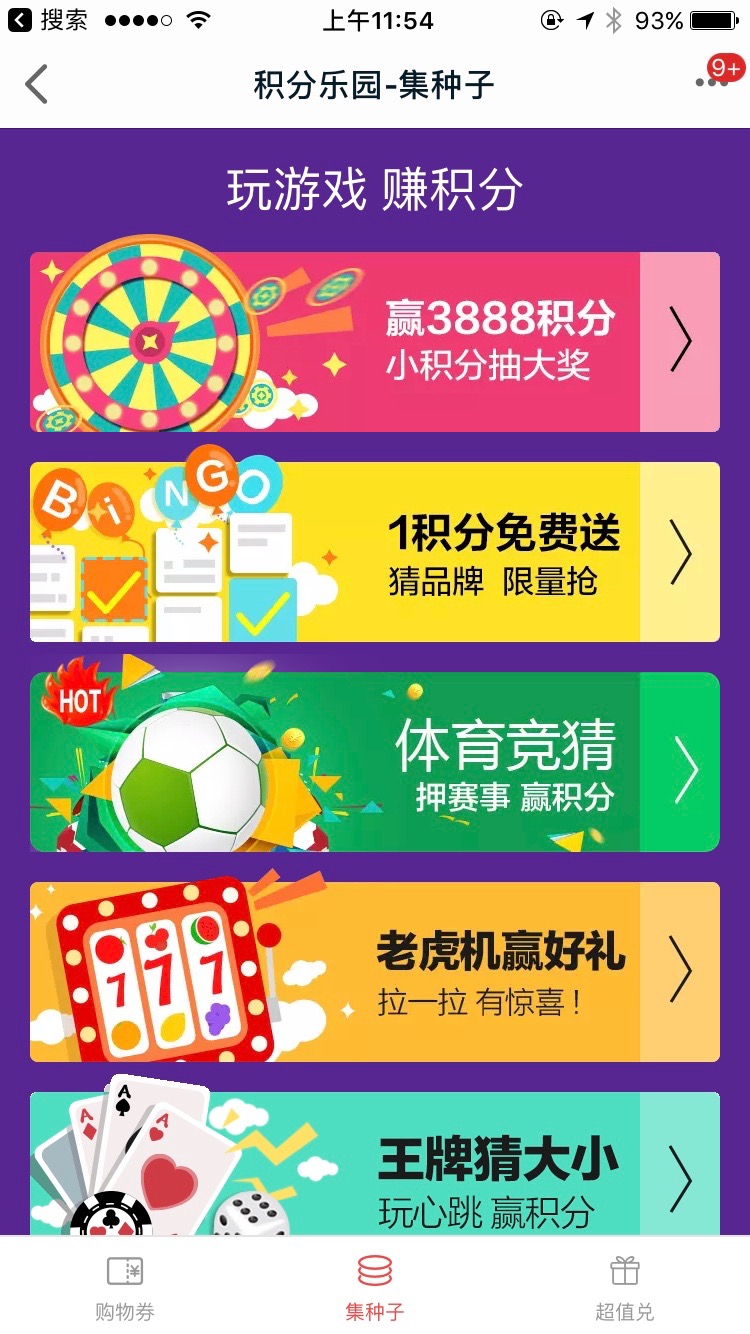 搜索 上午11:54 93%
积分乐园-集种子
9+
玩游戏 赚积分
赢3888积分
小积分抽大奖
BiNGO
1积分免费送
猜品牌 限量抢
HOT
体育竞猜
押赛事 赢积分
7 7 7
老虎机赢好礼
拉一拉 有惊喜！
A
A
A
王牌猜大小
玩心跳 赢积分
¥
购物券 集种子 超值兑